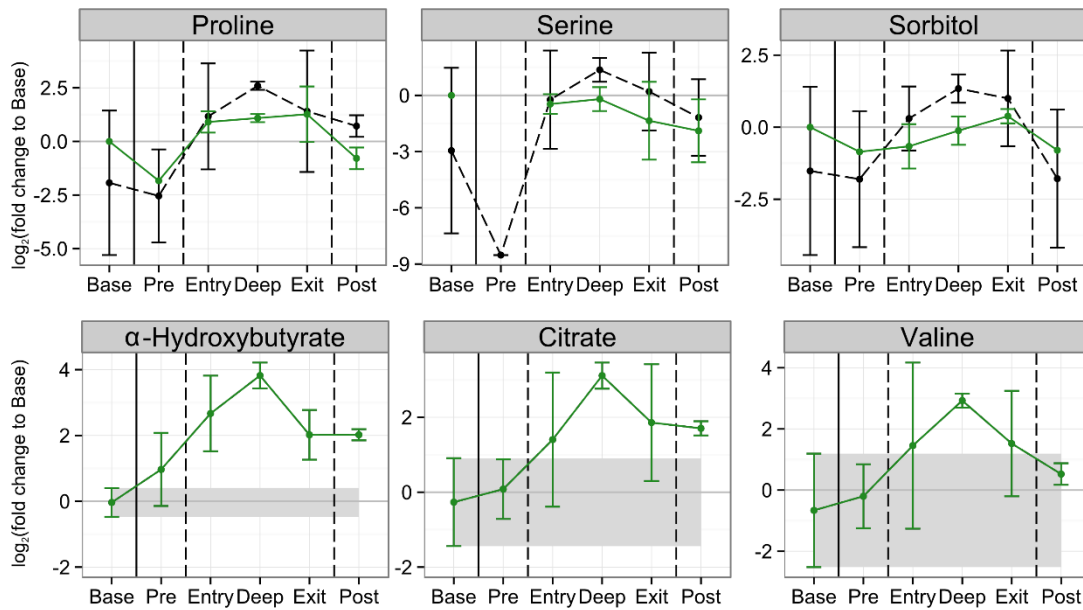 Proline
Serine
Sorbitol
log₂(fold change to Base)
2.5
0.0
-2.5
-5.0
0
-3
-6
-9
2.5
0.0
-2.5
Base Pre Entry Deep Exit Post
Base Pre Entry Deep Exit Post
Base Pre Entry Deep Exit Post
α-Hydroxybutyrate
Citrate
Valine
log₂(fold change to Base)
4
2
0
-2
2
0
-2
4
2
0
-2
Base Pre Entry Deep Exit Post
Base Pre Entry Deep Exit Post
Base Pre Entry Deep Exit Post